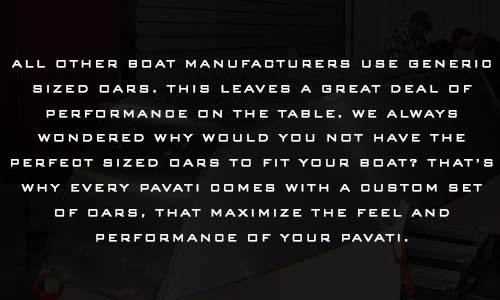 ALL OTHER BOAT MANUFACTURERS USE GENERIC
SIZED OARS. THIS LEAVES A GREAT DEAL OF
PERFORMANCE ON THE TABLE. WE ALWAYS
WONDERED WHY WOULD YOU NOT HAVE THE
PERFECT SIZED OARS TO FIT YOUR BOAT? THAT'S
WHY EVERY PAVATI COMES WITH A CUSTOM SET
OF OARS, THAT MAXIMIZE THE FEEL AND
PERFORMANCE OF YOUR PAVATI.